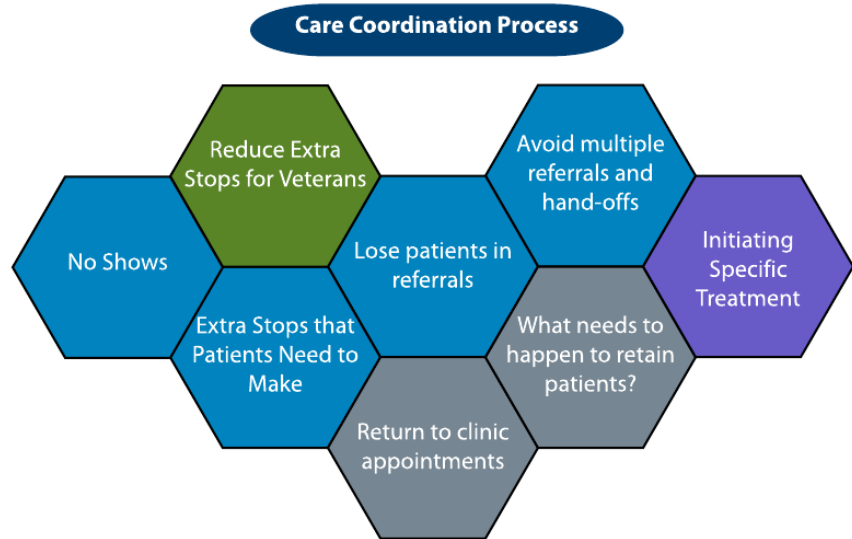 Care Coordination Process
Reduce Extra
Stops for Veterans
Avoid multiple
referrals and
hand-offs
No Shows
Lose patients in
referrals
Initiating
Specific
Treatment
Extra Stops that
Patients Need to
Make
What needs to
happen to retain
patients?
Return to clinic
appointments